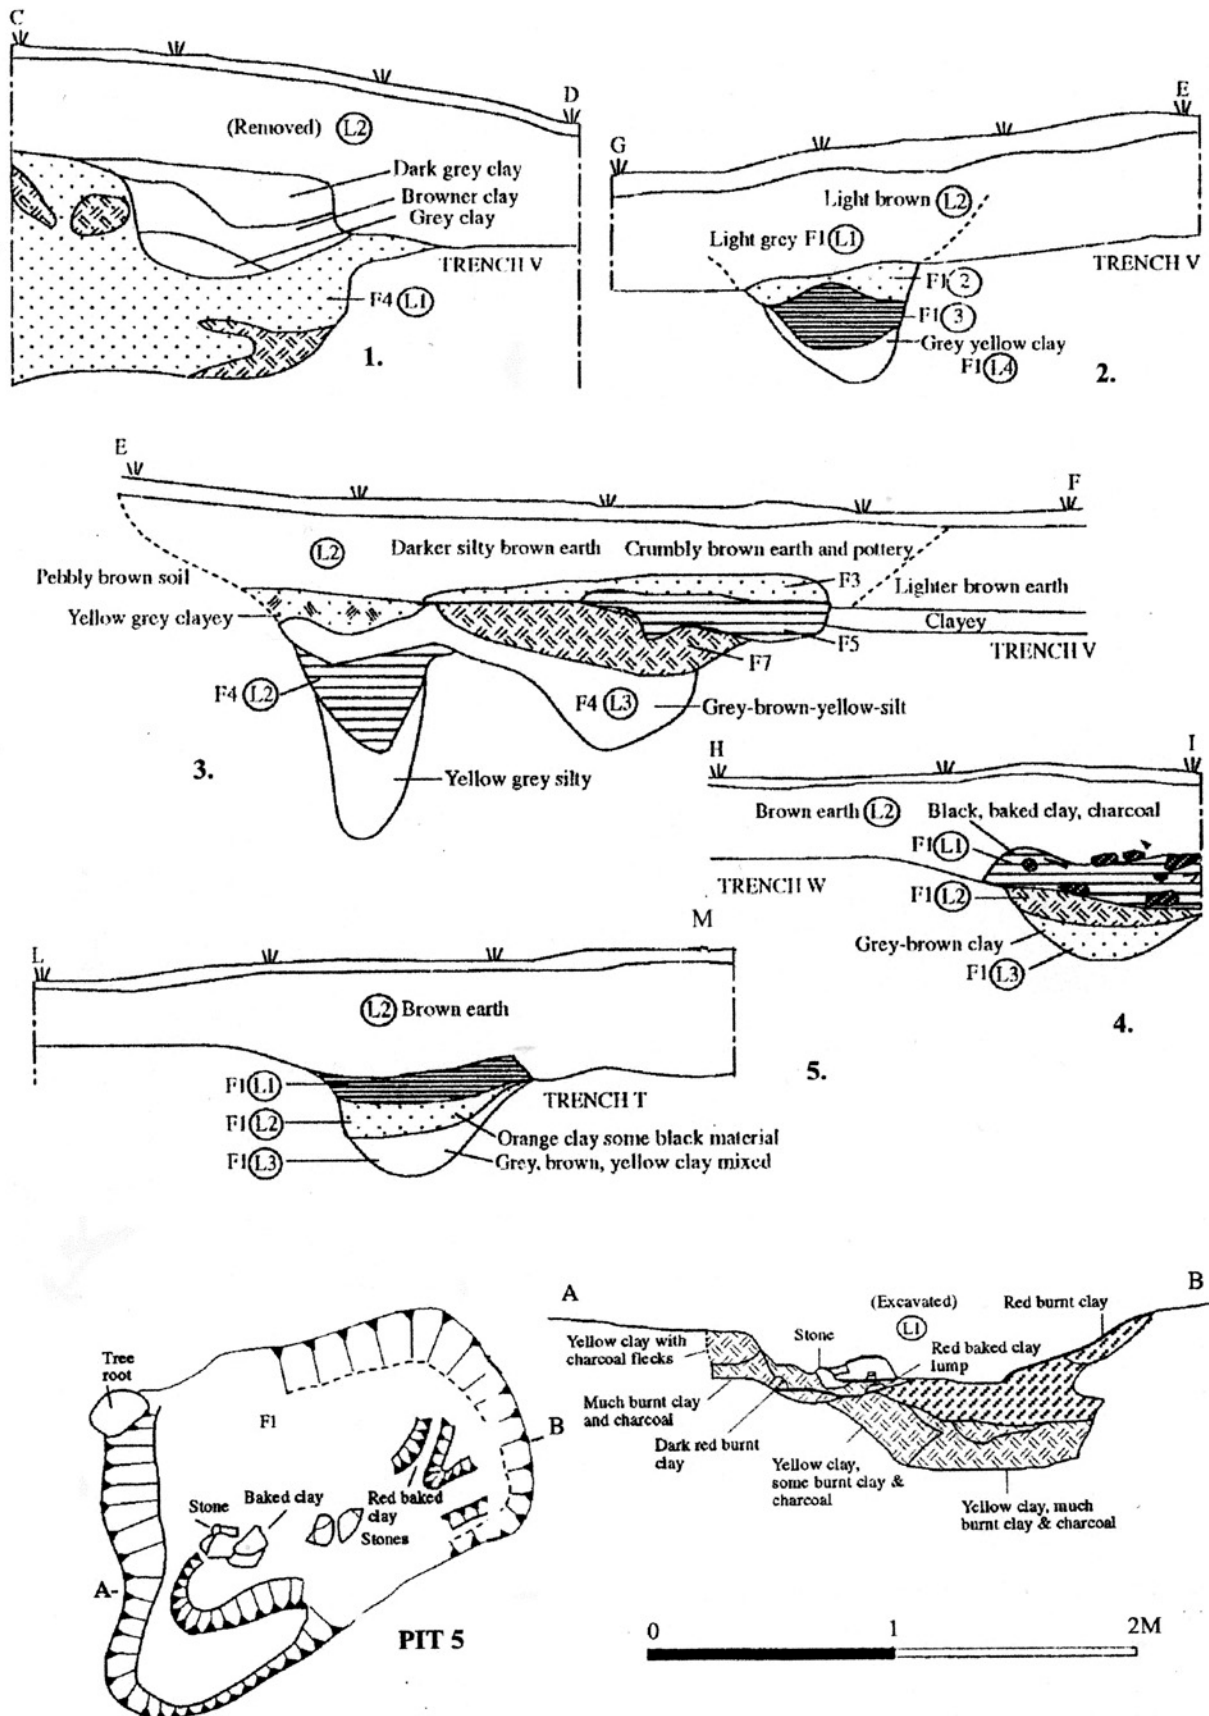 C
D
(Removed) L2
Dark grey clay
Browner clay
Grey clay
TRENCH V
F4 L1
1.
E
G
Light brown L2
Light grey F1 L1
TRENCH V
F1 2
F1 3
Grey yellow clay
F1 L4
2.
E
F
L2
Darker silty brown earth
Crumbly brown earth and pottery
Pebbly brown soil
F3
Lighter brown earth
Yellow grey clayey
Clayey
F5
TRENCH V
F7
F4 L2
F4 L3
Grey-brown-yellow-silt
3.
Yellow grey silty
H
I
Brown earth L2
Black, baked clay, charcoal
F1 L1
TRENCH W
F1 L2
Grey-brown clay
F1 L3
4.
L
M
L2 Brown earth
5.
F1 L1
TRENCH T
F1 L2
Orange clay some black material
F1 L3
Grey, brown, yellow clay mixed
A
B
(Excavated)
L1
Red burnt clay
Yellow clay with
charcoal flecks
Stone
Red baked clay
lump
Much burnt clay
and charcoal
Dark red burnt
clay
Yellow clay,
some burnt clay &
charcoal
Yellow clay, much
burnt clay & charcoal
Tree
root
F1
B
Stone
Baked clay
Red baked
clay
Stones
A-
PIT 5
0
1
2M